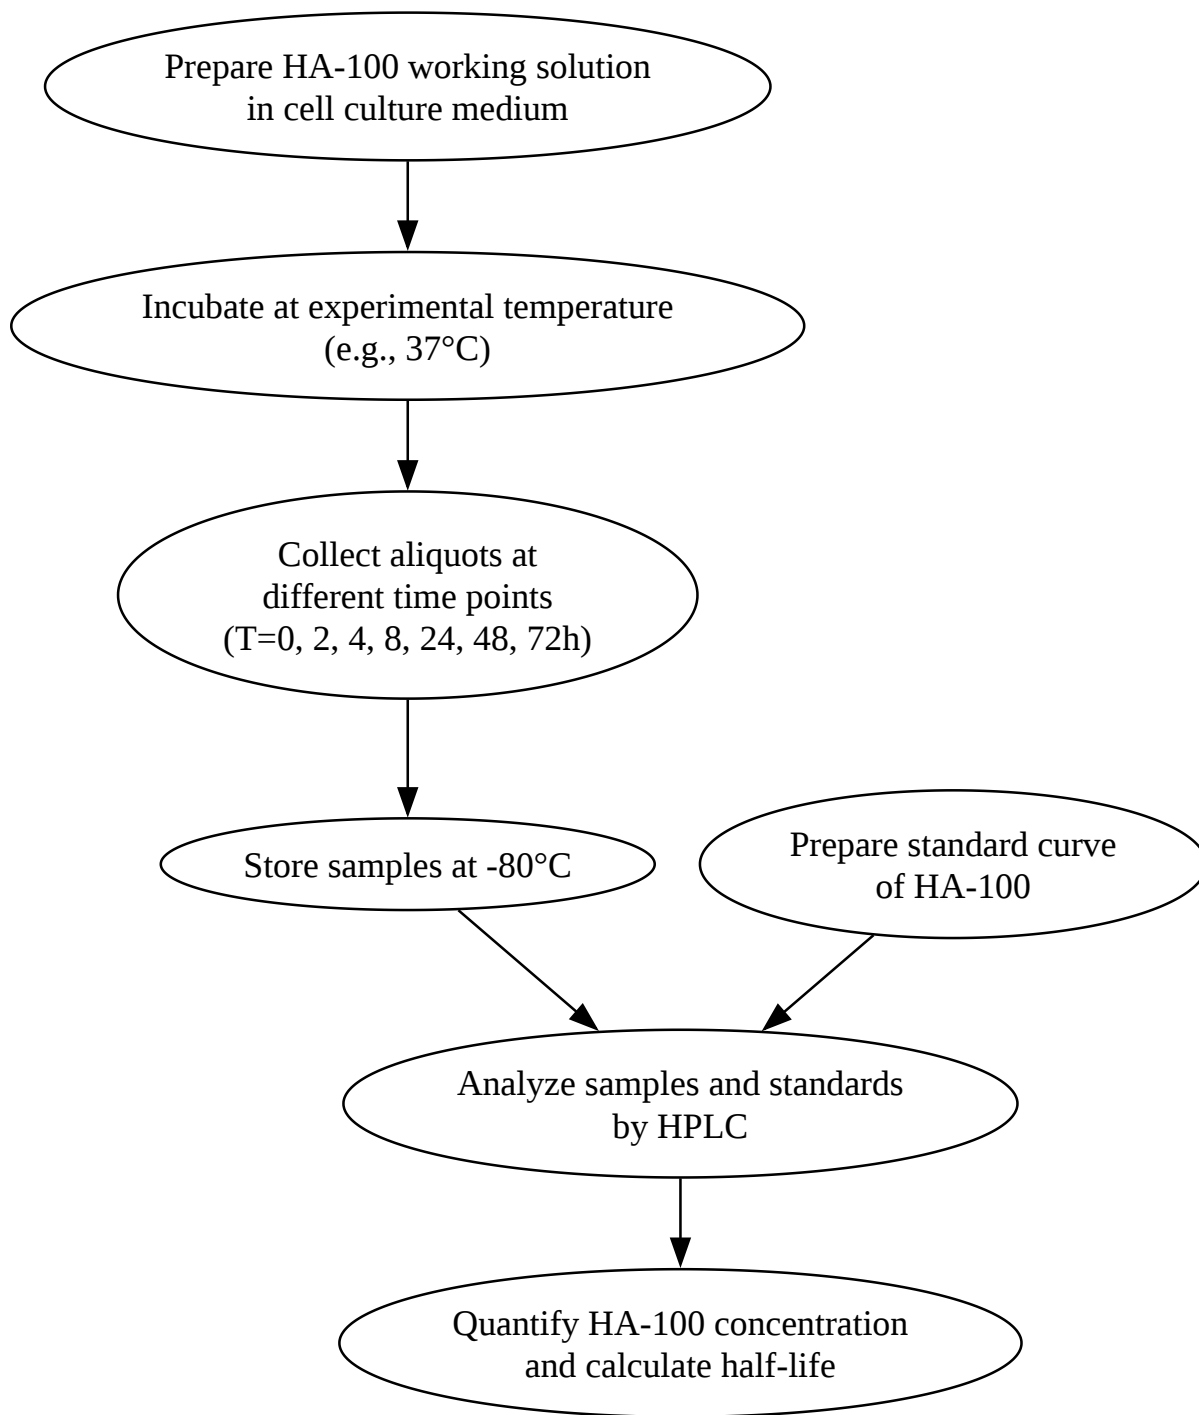 Prepare HA-100 working solution
in cell culture medium
Incubate at experimental temperature
(e.g., 37°C)
Collect aliquots at
different time points
(T=0, 2, 4, 8, 24, 48, 72h)
Store samples at -80°C
Prepare standard curve
of HA-100
Analyze samples and standards
by HPLC
Quantify HA-100 concentration
and calculate half-life